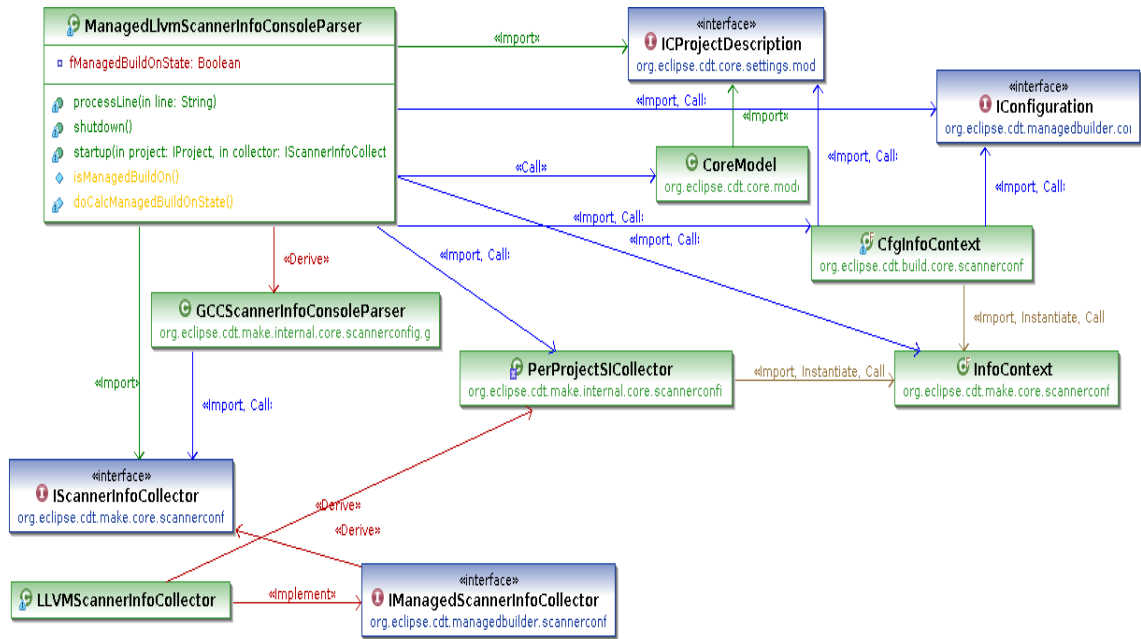 ManagedLlvmScannerInfoConsoleParser
fManagedBuildOnState: Boolean
processLine(in line: String)
shutdown()
startup(in project: IProject, in collector: IScannerInfoCollect
isManagedBuildOn()
doCalcManagedBuildOnState()
«Import»
«interface»
ICProjectDescription
org.eclipse.cdt.core.settings.mod
«Import, Call:
«interface»
IConfiguration
org.eclipse.cdt.managedbuilder.co
«Import»
«Import, Call:
«Import, Call:
«Call»
CoreModel
org.eclipse.cdt.core.mod
«Import, Call:
«Import, Call:
CfgInfoContext
org.eclipse.cdt.build.core.scannerconf
«Import, Call:
«Derive»
GCCScannerInfoConsoleParser
org.eclipse.cdt.make.internal.core.scannerconfig.g
«Import, Instantiate, Call
«Import»
«Import, Call:
PerProjectSICollector
org.eclipse.cdt.make.internal.core.scannerconfi
«Import, Instantiate, Call
InfoContext
org.eclipse.cdt.make.core.scannerconf
«interface»
IScannerInfoCollector
org.eclipse.cdt.make.core.scannerconf
«Derive»
«Derive»
LLVMScannerInfoCollector
«Implement»
«interface»
IManagedScannerInfoCollector
org.eclipse.cdt.managedbuilder.scannerconf